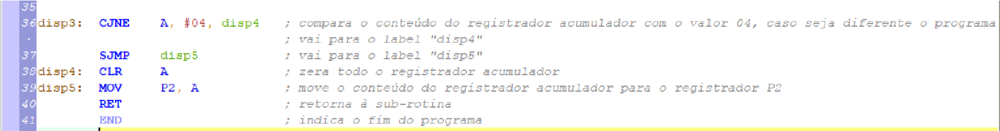 35
36 disp3: CJNE A, #04, disp4 ; compara o conteúdo do registrador acumulador com o valor 04, caso seja diferente o programa
. ; vai para o label "disp4"
37 SJMP disp5 ; vai para o label "disp5"
38 disp4: CLR A ; zera todo o registrador acumulador
39 disp5: MOV P2, A ; move o conteúdo do registrador acumulador para o registrador P2
40 RET ; retorna à sub-rotina
41 END ; indica o fim do programa